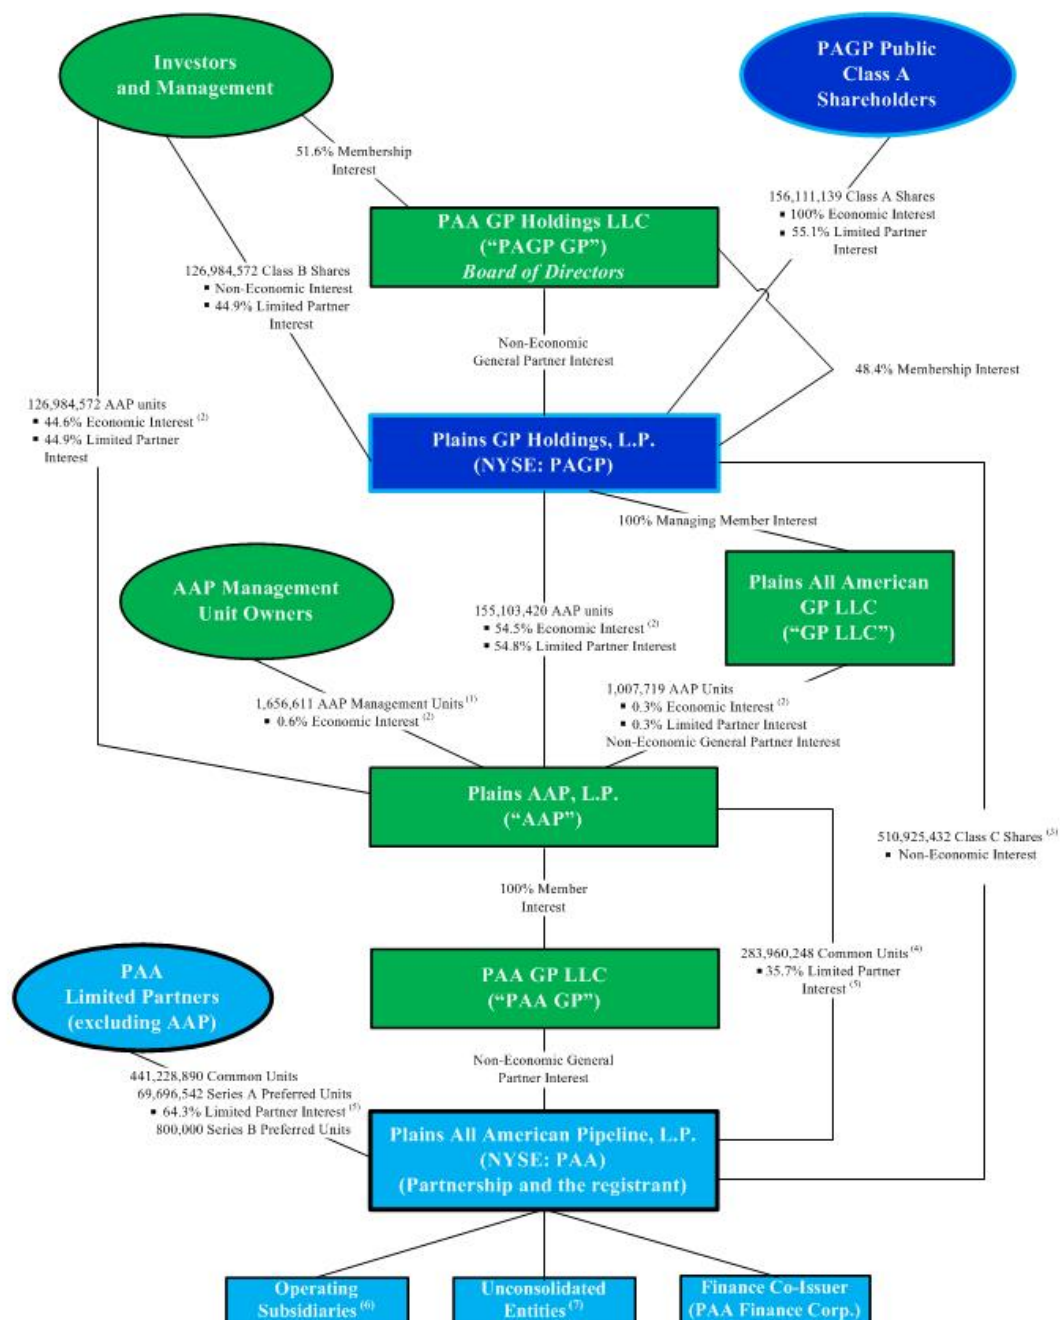 Investors
and Management
PAGP Public
Class A
Shareholders
51.6% Membership
Interest
156,111,139 Class A Shares
▪ 100% Economic Interest
▪ 55.1% Limited Partner
Interest
PAA GP Holdings LLC
(“PAGP GP”)
Board of Directors
126,984,572 Class B Shares
▪ Non-Economic Interest
▪ 44.9% Limited Partner
Interest
Non-Economic
General Partner Interest
48.4% Membership Interest
126,984,572 AAP units
▪ 44.6% Economic Interest (2)
▪ 44.9% Limited Partner
Interest
Plains GP Holdings, L.P.
(NYSE: PAGP)
100% Managing Member Interest
AAP Management
Unit Owners
Plains All American
GP LLC
(“GP LLC”)
155,103,420 AAP units
▪ 54.5% Economic Interest (2)
▪ 54.8% Limited Partner Interest
1,656,611 AAP Management Units (1)
▪ 0.6% Economic Interest (2)
1,007,719 AAP Units
▪ 0.3% Economic Interest (2)
▪ 0.3% Limited Partner Interest
Non-Economic General Partner Interest
Plains AAP, L.P.
(“AAP”)
510,925,432 Class C Shares (3)
▪ Non-Economic Interest
100% Member
Interest
283,960,248 Common Units (4)
▪ 35.7% Limited Partner
Interest (5)
PAA
Limited Partners
(excluding AAP)
PAA GP LLC
(“PAA GP”)
Non-Economic General
Partner Interest
441,228,890 Common Units
69,696,542 Series A Preferred Units
▪ 64.3% Limited Partner Interest (5)
800,000 Series B Preferred Units
Plains All American Pipeline, L.P.
(NYSE: PAA)
(Partnership and the registrant)
Operating
Subsidiaries (6)
Unconsolidated
Entities (7)
Finance Co-Issuer
(PAA Finance Corp.)